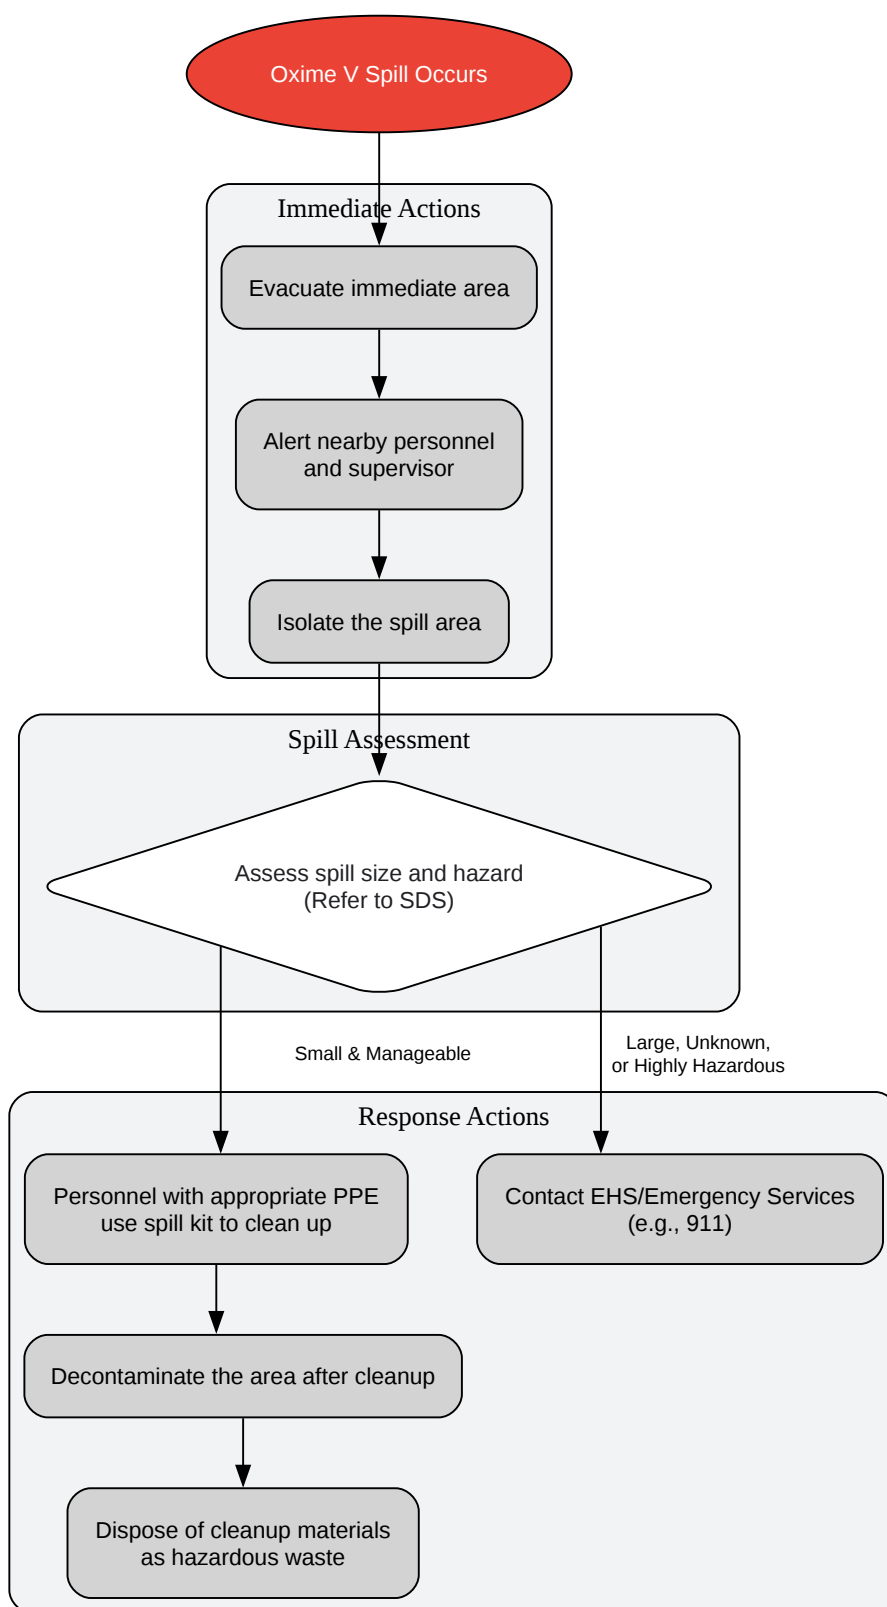 Oxime V Spill Occurs
Immediate Actions
Evacuate immediate area
Alert nearby personnel
and supervisor
Isolate the spill area
Spill Assessment
Assess spill size and hazard
(Refer to SDS)
Small & Manageable
Large, Unknown,
or Highly Hazardous
Response Actions
Personnel with appropriate PPE
use spill kit to clean up
Contact EHS/Emergency Services
(e.g., 911)
Decontaminate the area after cleanup
Dispose of cleanup materials
as hazardous waste